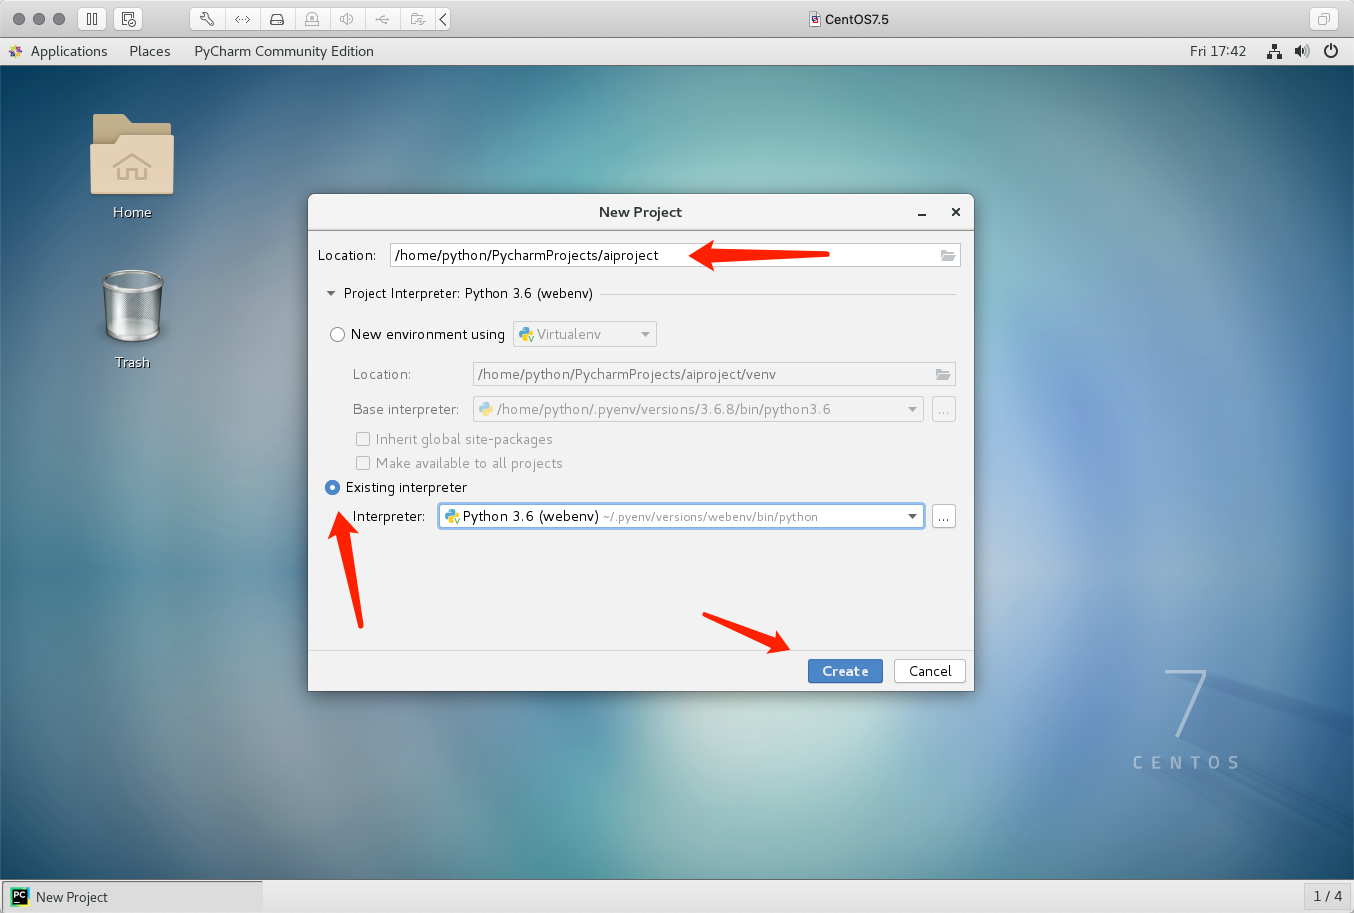 CentOS7.5
Applications Places PyCharm Community Edition Fri 17:42
Home
Trash
New Project
Location: /home/python/PycharmProjects/aiproject
Project Interpreter: Python 3.6 (webenv)
New environment using Virtualenv
Location: /home/python/PycharmProjects/aiproject/venv
Base interpreter: /home/python/.pyenv/versions/3.6.8/bin/python3.6 ...
Inherit global site-packages
Make available to all projects
Existing interpreter
Interpreter: Python 3.6 (webenv) ~/.pyenv/versions/webenv/bin/python ...
Create Cancel
7
CENTOS
PC New Project 1 / 4